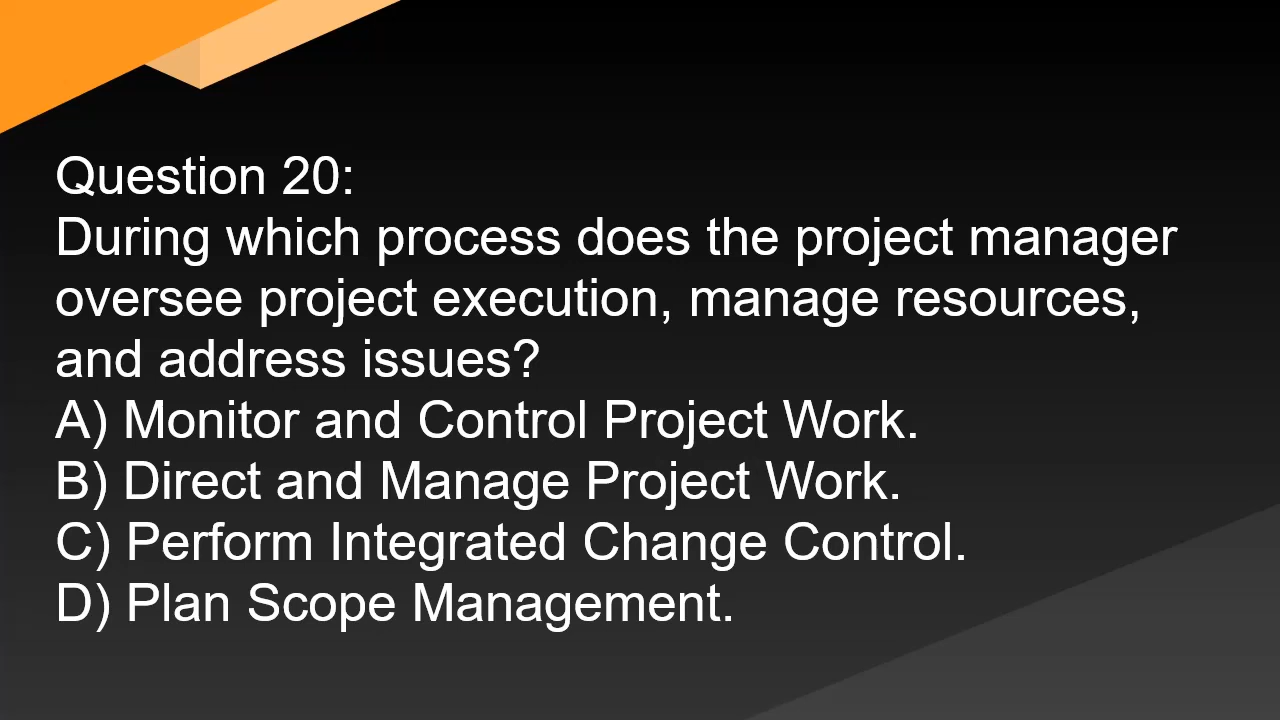 Question 20:
During which process does the project manager
oversee project execution, manage resources,
and address issues?
A) Monitor and Control Project Work.
B) Direct and Manage Project Work.
C) Perform Integrated Change Control.
D) Plan Scope Management.